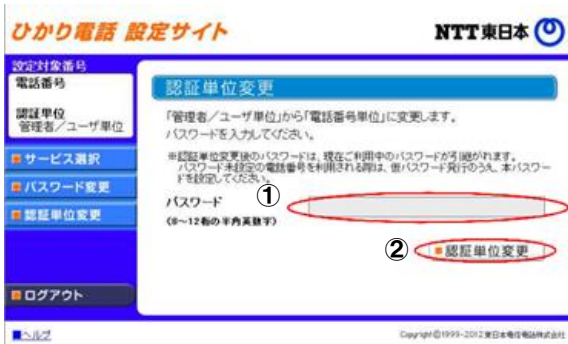 ひかり電話 設定サイト
NTT東日本
設定対象番号
電話番号
認証単位
管理者／ユーザ単位
サービス選択
パスワード変更
認証単位変更
ログアウト
認証単位変更
「管理者／ユーザ単位」から「電話番号単位」に変更します。
パスワードを入力してください。
※認証単位変更後のパスワードは、現在ご利用中のパスワードが引継がれます。
パスワード未設定の電話番号を利用される際は、仮パスワード発行のうえ、本パスワー
ドを設定してください。
①
パスワード
(8～12桁の半角英数字)
②
認証単位変更
ヘルプ
Copyright©1999-2012 東日本電信電話株式会社